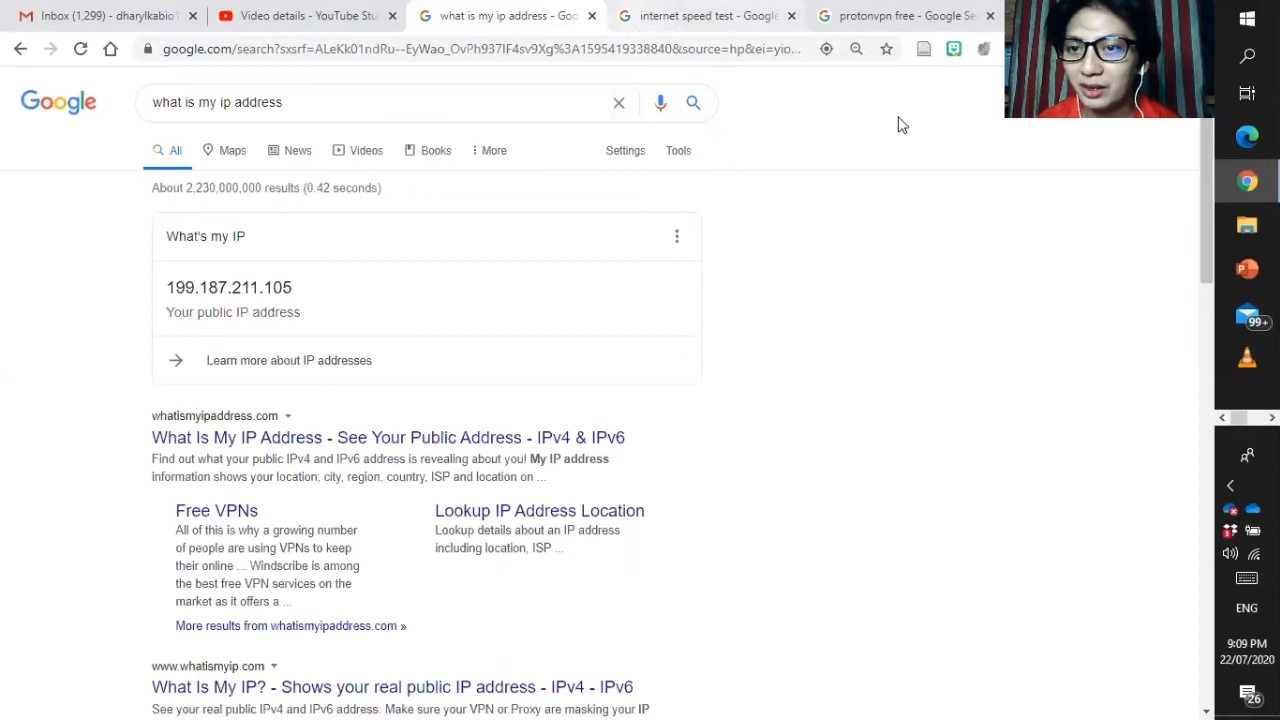 Inbox (1,299) - dharylkabio1
Video details - YouTube Stu
what is my ip address - Goo
internet speed test - Google
protonvpn free - Google Se
google.com/search?sxsrf=ALeKk01ndRu--EyWao_OvPh937IF4sv9Xg%3A1595419338840&source=hp&ei=yio...
Google
what is my ip address
All
Maps
News
Videos
Books
More
Settings
Tools
About 2,230,000,000 results (0.42 seconds)
What's my IP
199.187.211.105
Your public IP address
Learn more about IP addresses
whatismyipaddress.com
What Is My IP Address - See Your Public Address - IPv4 & IPv6
Find out what your public IPv4 and IPv6 address is revealing about you! My IP address
information shows your location; city, region, country, ISP and location on ...
Free VPNs
All of this is why a growing number
of people are using VPNs to keep
their online ... Windscribe is among
the best free VPN services on the
market as it offers a ...
Lookup IP Address Location
Lookup details about an IP address
including location, ISP ...
More results from whatismyipaddress.com »
www.whatismyip.com
What Is My IP? - Shows your real public IP address - IPv4 - IPv6
See your real public IPv4 and IPv6 address. Make sure your VPN or Proxy are masking your IP
99+
ENG
9:09 PM
22/07/2020
26